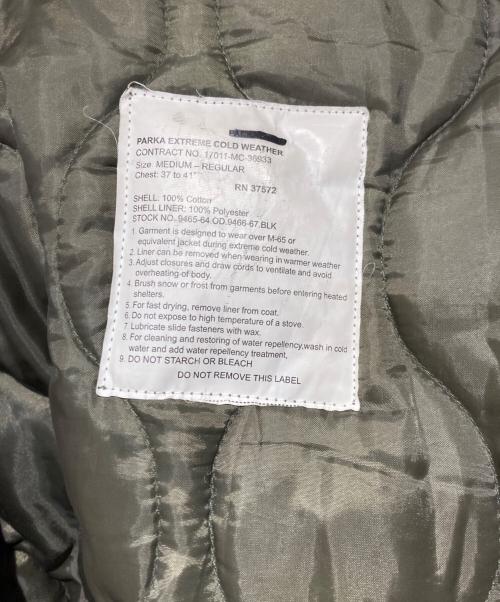 PARKA EXTREME COLD WEATHER
CONTRACT NO. 17011-MC-36933
Size: MEDIUM – REGULAR
Chest: 37 to 41"
RN 37572
SHELL: 100% Cotton
SHELL LINER: 100% Polyester
STOCK NO..9465-64.OD.9466-67.BLK
1. Garment is designed to wear over M-65 or
equivalent jacket during extreme cold weather.
2. Liner can be removed when wearing in warmer weather
3. Adjust closures and draw cords to ventilate and avoid
overheating of body.
4. Brush snow or frost from garments before entering heated
shelters.
5. For fast drying, remove liner from coat.
6. Do not expose to high temperature of a stove.
7. Lubricate slide fasteners with wax.
8. For cleaning and restoring of water repellency,wash in cold
water and add water repellency treatment,
9. DO NOT STARCH OR BLEACH
DO NOT REMOVE THIS LABEL